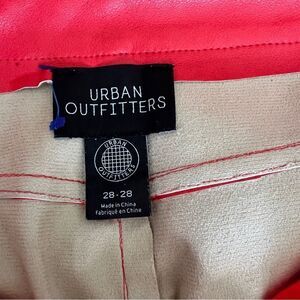 URBAN
OUTFITTERS
URBAN
OUTFITTERS
28-28
Made in China
Fabriqué en Chine